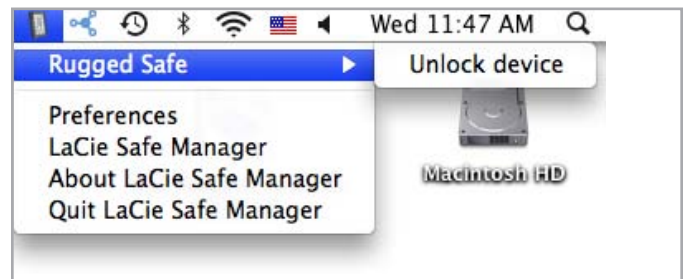 Wed 11:47 AM
Rugged Safe
Unlock device
Preferences
LaCie Safe Manager
About LaCie Safe Manager
Quit LaCie Safe Manager
Macintosh HD